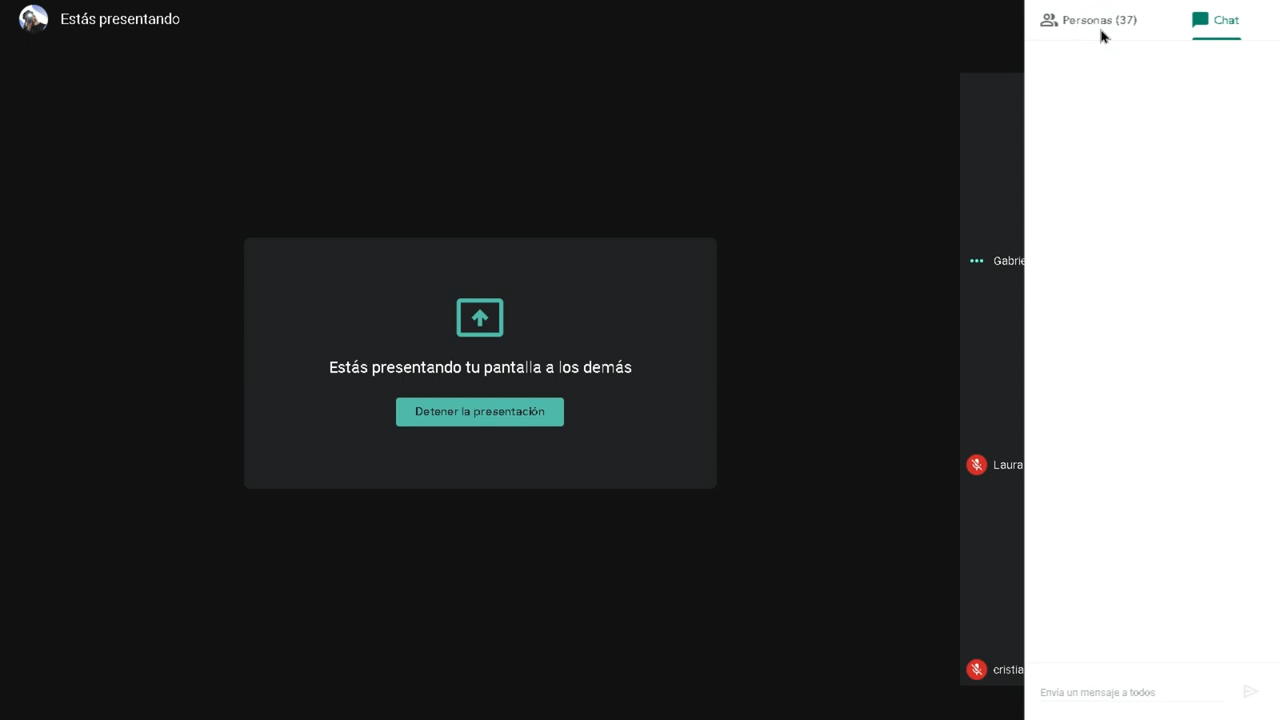 Estás presentando
Personas (37)
Chat
Estás presentando tu pantalla a los demás
Detener la presentación
Gabrie
Laura
cristia
Envía un mensaje a todos